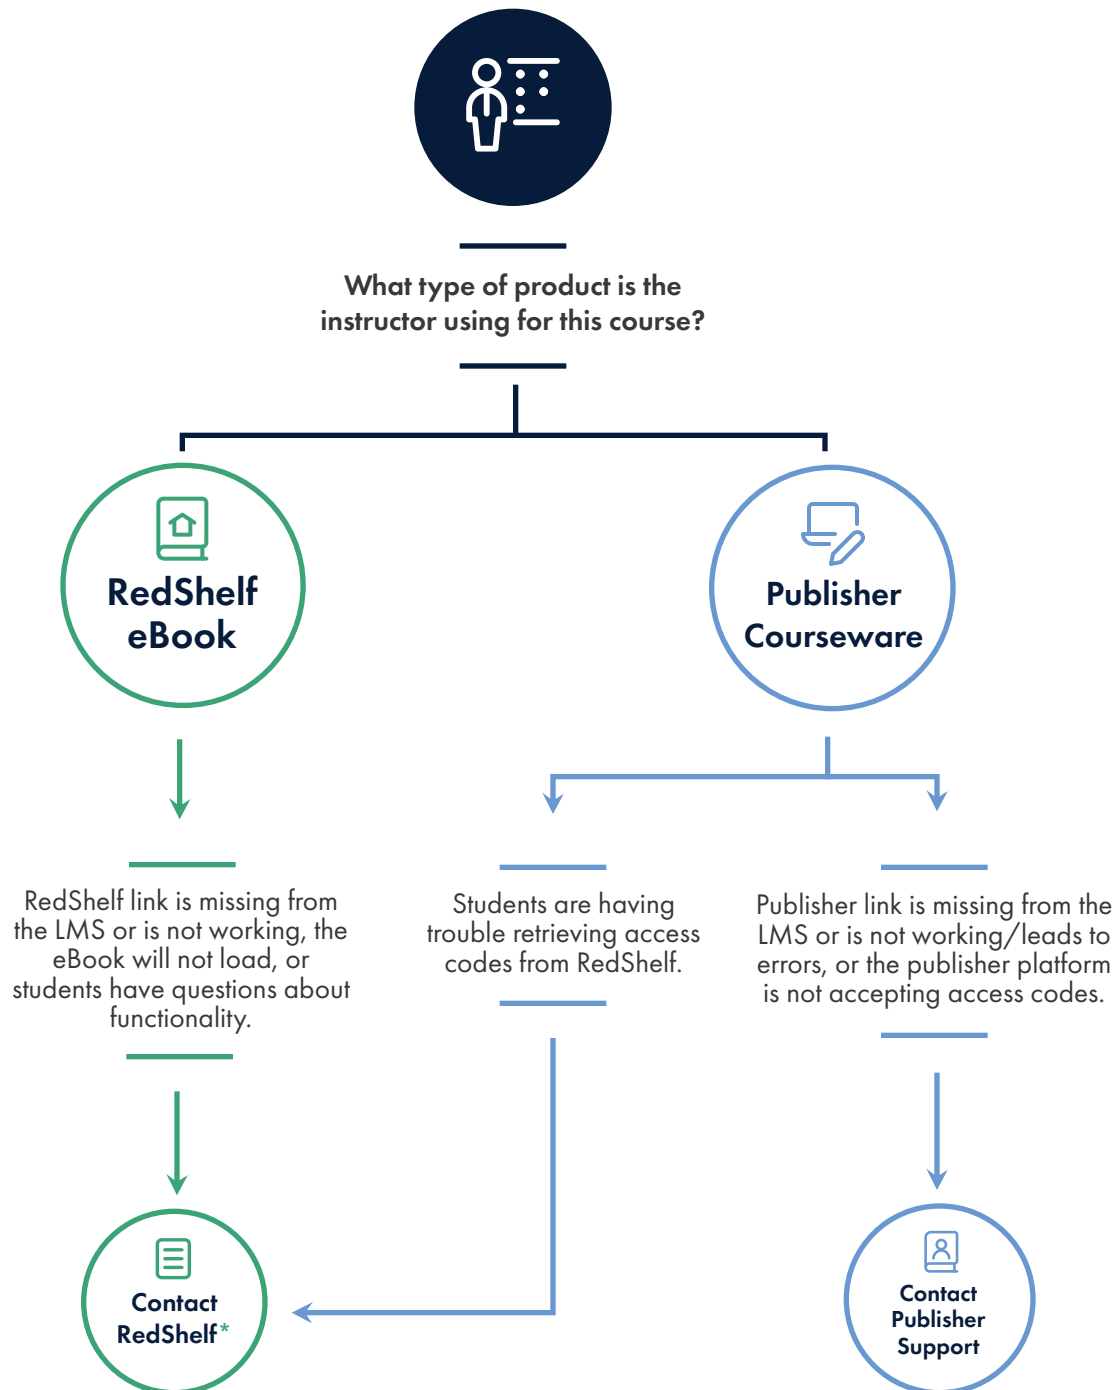 What type of product is the
instructor using for this course?
RedShelf
eBook
Publisher
Courseware
RedShelf link is missing from
the LMS or is not working, the
eBook will not load, or
students have questions about
functionality.
Students are having
trouble retrieving access
codes from RedShelf.
Publisher link is missing from the
LMS or is not working/leads to
errors, or the publisher platform
is not accepting access codes.
Contact
RedShelf*
Contact
Publisher
Support